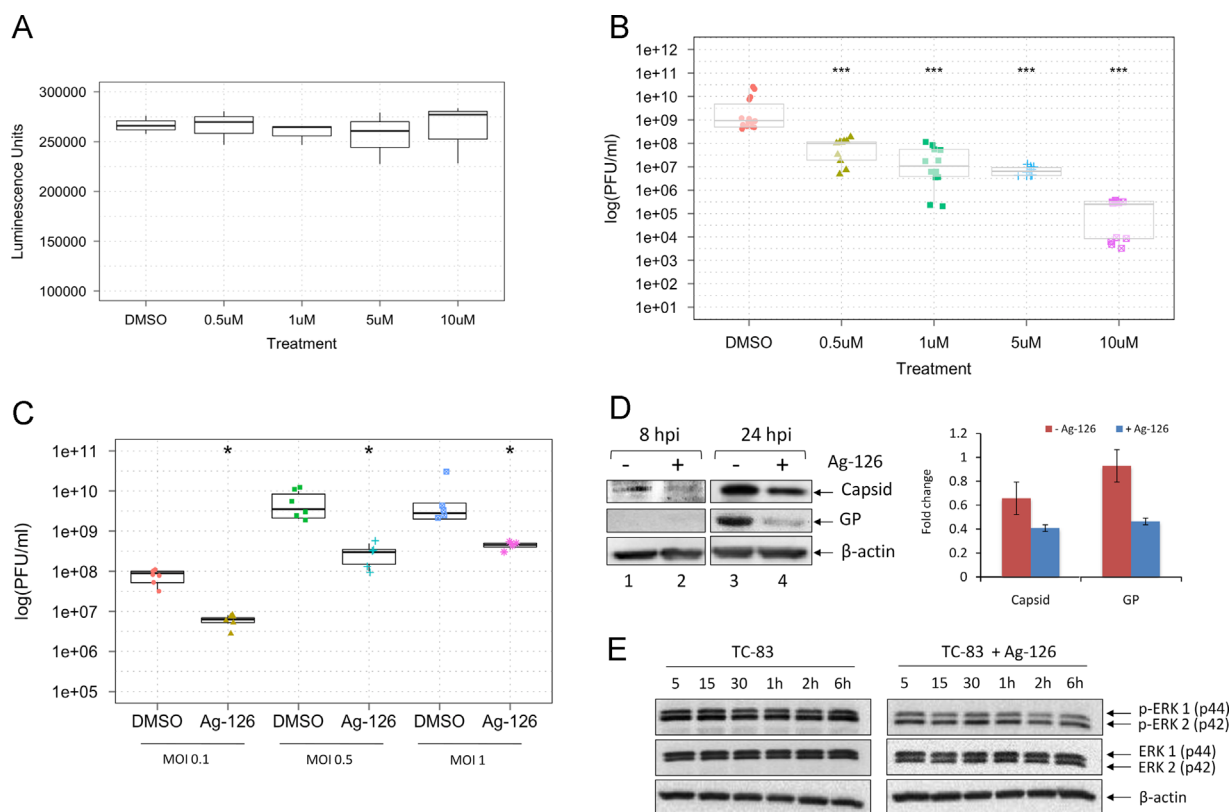 A
300000
250000
200000
150000
100000
Luminescence Units
DMSO
0.5uM
1uM
5uM
10uM
Treatment
B
1e+12
1e+11
1e+10
1e+09
1e+08
1e+07
1e+06
1e+05
1e+04
1e+03
1e+02
1e+01
log(PFU/ml)
*** *** *** ***
DMSO
0.5uM
1uM
5uM
10uM
Treatment
C
1e+11
1e+10
1e+09
1e+08
1e+07
1e+06
1e+05
log(PFU/ml)
* * *
DMSO Ag-126 DMSO Ag-126 DMSO Ag-126
MOI 0.1 MOI 0.5 MOI 1
D
8 hpi 24 hpi
- + - + Ag-126
Capsid
GP
β-actin
1 2 3 4
- Ag-126 + Ag-126
1.2
1
0.8
0.6
0.4
0.2
0
Fold change
Capsid GP
E
TC-83 TC-83 + Ag-126
5 15 30 1h 2h 6h 5 15 30 1h 2h 6h
p-ERK 1 (p44)
p-ERK 2 (p42)
ERK 1 (p44)
ERK 2 (p42)
β-actin